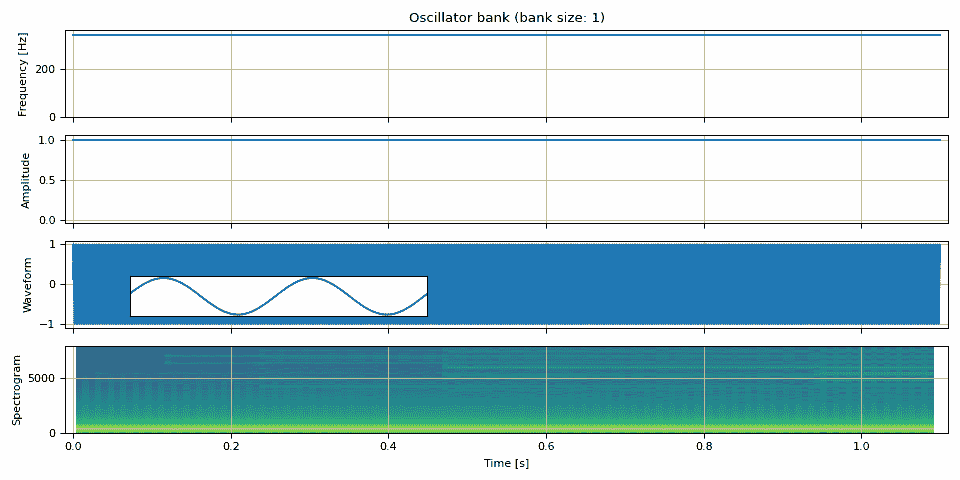 Oscillator bank (bank size: 1)
Frequency [Hz]
200
0
Amplitude
1.0
0.5
0.0
Waveform
1
0
−1
Spectrogram
5000
0
0.0 0.2 0.4 0.6 0.8 1.0
Time [s]